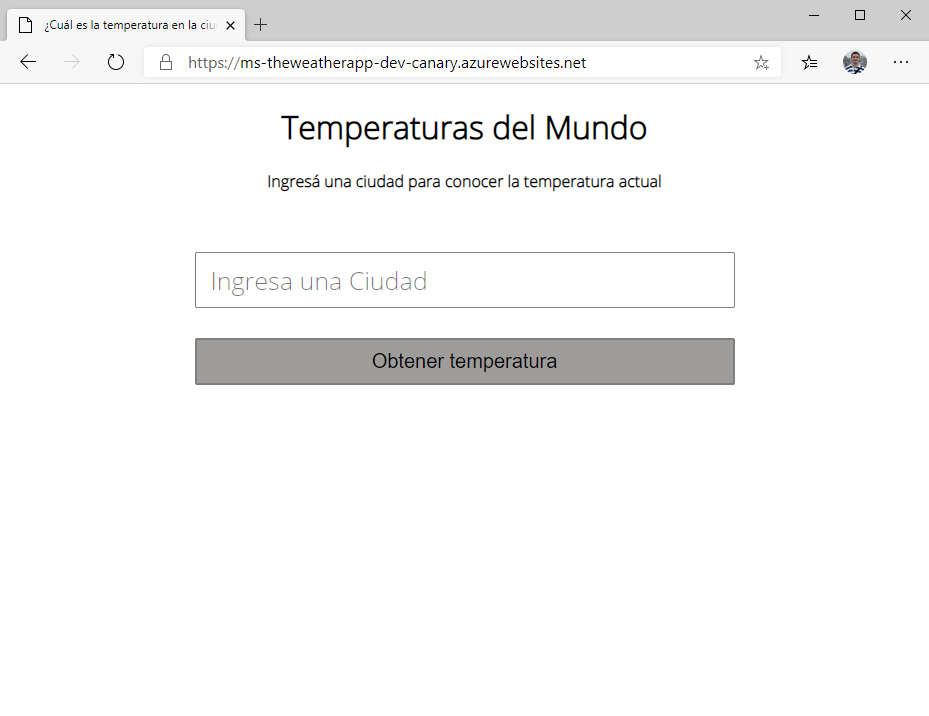 ¿Cuál es la temperatura en la ciu
https://ms-theweatherapp-dev-canary.azurewebsites.net
Temperaturas del Mundo
Ingresá una ciudad para conocer la temperatura actual
Ingresa una Ciudad
Obtener temperatura